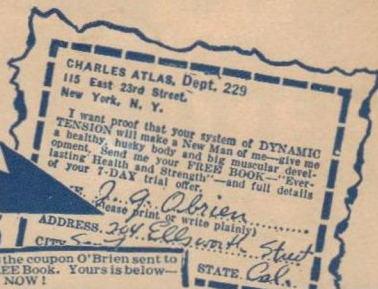 CHARLES ATLAS, Dept. 229
115 East 23rd Street,
New York, N. Y.
I want proof that your system of DYNAMIC
TENSION will make a New Man of me—give me
a healthy, husky body and big muscular devel-
opment. Send me your FREE BOOK—"Ever-
lasting Health and Strength"—and full details
of your 7-DAY trial offer.
J. G. Obrien
(Please print or write plainly)
ADDRESS. 244 Ellsworth Street
CITY
STATE. Cal.
the coupon O'Brien sent to
EE Book. Yours is below—
NOW!